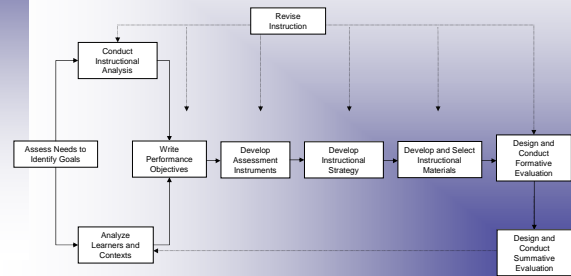 Revise
Instruction
Conduct
Instructional
Analysis
Assess Needs to
Identify Goals
Write
Performance
Objectives
Develop
Assessment
Instruments
Develop
Instructional
Strategy
Develop and Select
Instructional
Materials
Design and
Conduct
Formative
Evaluation
Analyze
Learners and
Contexts
Design and
Conduct
Summative
Evaluation